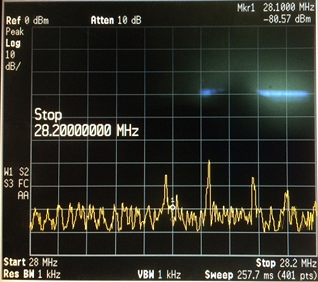 Mkr1 28.1000 MHz
Ref 0 dBm Atten 10 dB -80.57 dBm
Peak
Log
10
dB/
Stop
28.20000000 MHz
W1 S2
S3 FC
AA
Start 28 MHz Stop 28.2 MHz
Res BW 1 kHz VBW 1 kHz Sweep 257.7 ms (401 pts)